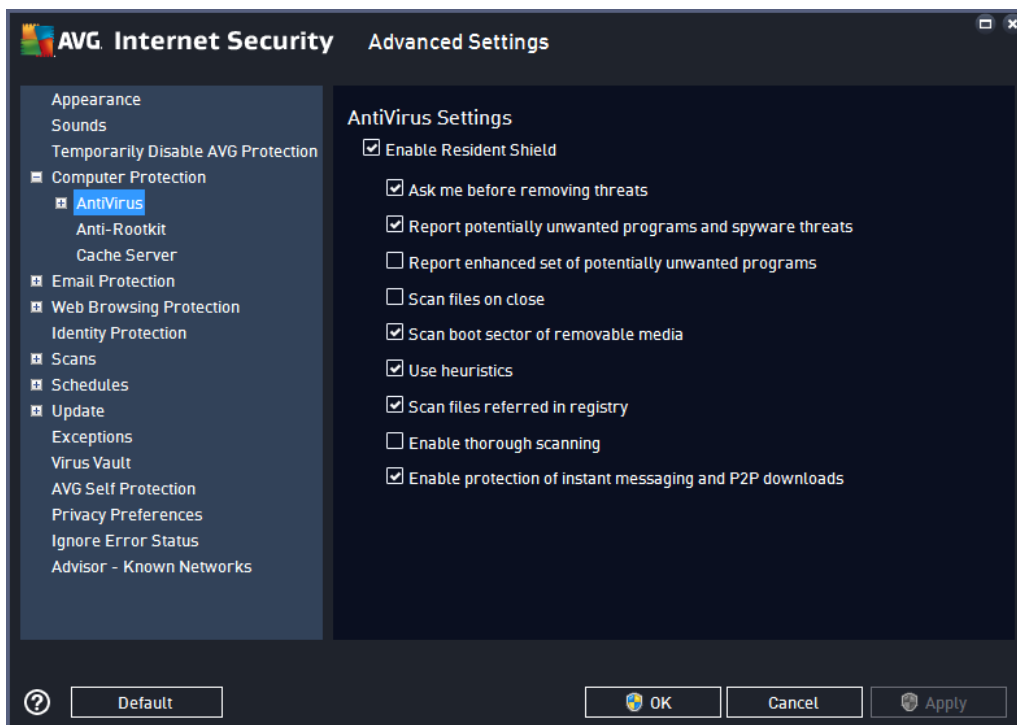 AVG. Internet Security Advanced Settings
Appearance
Sounds
Temporarily Disable AVG Protection
Computer Protection
AntiVirus
Anti-Rootkit
Cache Server
Email Protection
Web Browsing Protection
Identity Protection
Scans
Schedules
Update
Exceptions
Virus Vault
AVG Self Protection
Privacy Preferences
Ignore Error Status
Advisor - Known Networks
AntiVirus Settings
Enable Resident Shield
Ask me before removing threats
Report potentially unwanted programs and spyware threats
Report enhanced set of potentially unwanted programs
Scan files on close
Scan boot sector of removable media
Use heuristics
Scan files referred in registry
Enable thorough scanning
Enable protection of instant messaging and P2P downloads
? Default OK Cancel Apply